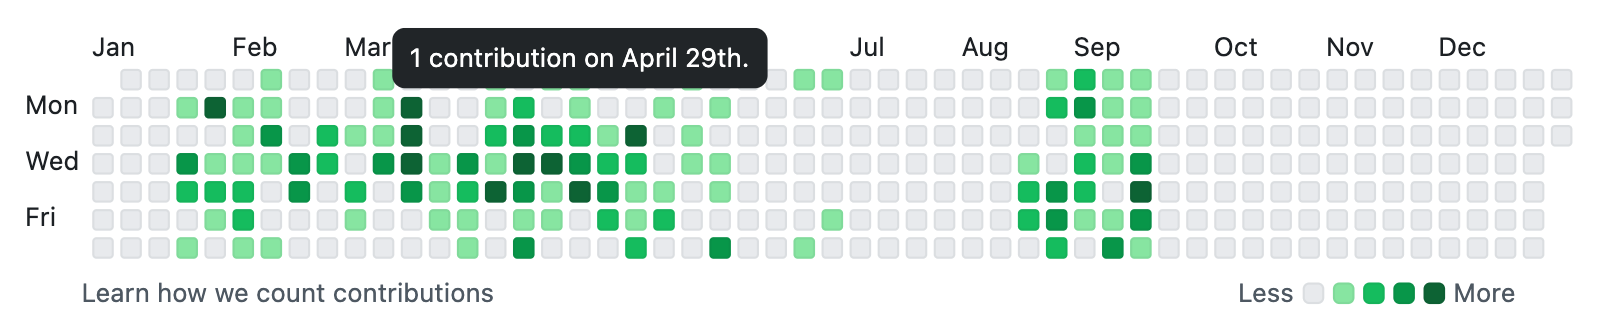 Jan Feb Mar Jul Aug Sep Oct Nov Dec
1 contribution on April 29th.
Mon
Wed
Fri
Learn how we count contributions
Less More